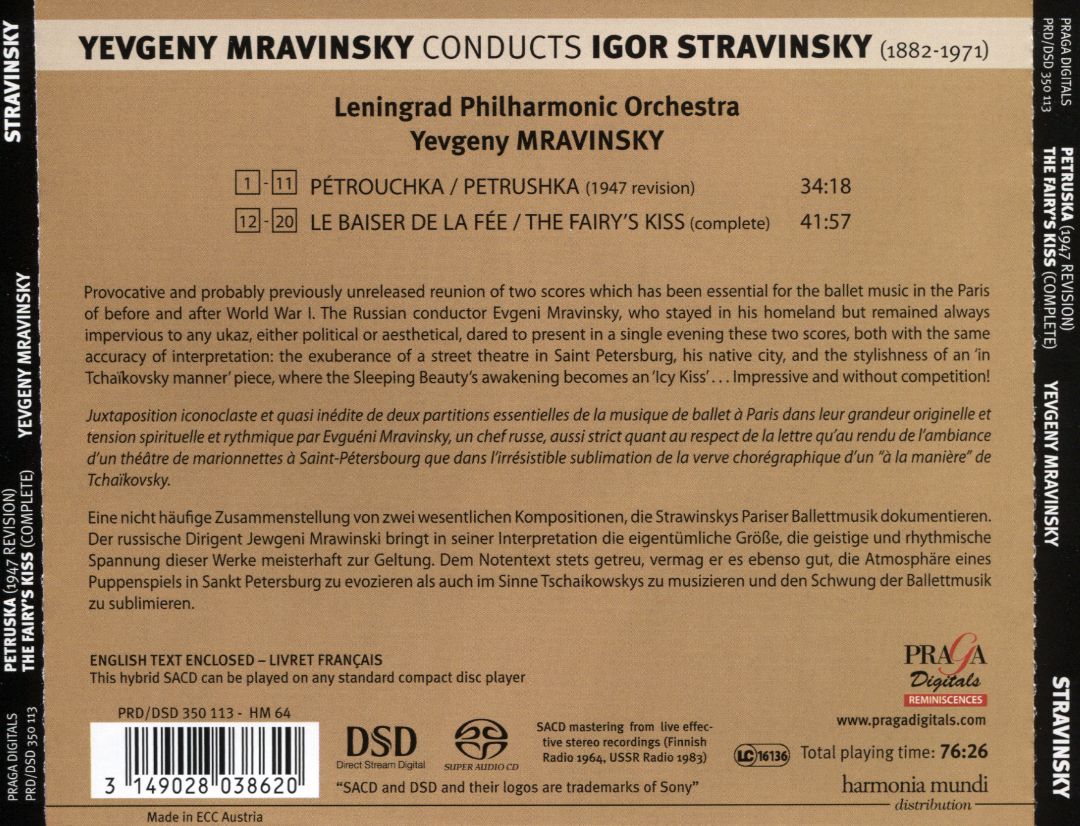 YEVGENY MRAVINSKY CONDUCTS IGOR STRAVINSKY (1882-1971)
Leningrad Philharmonic Orchestra
Yevgeny MRAVINSKY
1 - 11 PÉTROUCHKA / PETRUSHKA (1947 revision) 34:18
12 - 20 LE BAISER DE LA FÉE / THE FAIRY'S KISS (complete) 41:57
Provocative and probably previously unreleased reunion of two scores which has been essential for the ballet music in the Paris
of before and after World War I. The Russian conductor Evgeni Mravinsky, who stayed in his homeland but remained always
impervious to any ukaz, either political or aesthetical, dared to present in a single evening these two scores, both with the same
accuracy of interpretation: the exuberance of a street theatre in Saint Petersburg, his native city, and the stylishness of an 'in
Tchaïkovsky manner' piece, where the Sleeping Beauty's awakening becomes an 'Icy Kiss'... Impressive and without competition!
Juxtaposition iconoclaste et quasi inédite de deux partitions essentielles de la musique de ballet à Paris dans leur grandeur originelle et
tension spirituelle et rythmique par Evguéni Mravinsky, un chef russe, aussi strict quant au respect de la lettre qu'au rendu de l'ambiance
d'un théâtre de marionnettes à Saint-Pétersbourg que dans l'irrésistible sublimation de la verve chorégraphique d'un "à la manière" de
Tchaïkovsky.
Eine nicht häufige Zusammenstellung von zwei wesentlichen Kompositionen, die Strawinskys Pariser Ballettmusik dokumentieren.
Der russische Dirigent Jewgeni Mrawinski bringt in seiner Interpretation die eigentümliche Größe, die geistige und rhythmische
Spannung dieser Werke meisterhaft zur Geltung. Dem Notentext stets getreu, vermag er es ebenso gut, die Atmosphäre eines
Puppenspiels in Sankt Petersburg zu evozieren als auch im Sinne Tschaikowskys zu musizieren und den Schwung der Ballettmusik
zu sublimieren.
ENGLISH TEXT ENCLOSED – LIVRET FRANÇAIS
This hybrid SACD can be played on any standard compact disc player
PRD/DSD 350 113 - HM 64
3 149028 038620
Made in ECC Austria
DSD
Direct Stream Digital
SUPER AUDIO CD
SACD mastering from live effec-
tive stereo recordings (Finnish
Radio 1964, USSR Radio 1983)
"SACD and DSD and their logos are trademarks of Sony"
PRAGA
Digitals
REMINISCENCES
www.pragadigitals.com
LC 16136
Total playing time: 76:26
harmonia mundi
distribution
STRAVINSKY
YEVGENY MRAVINSKY
PETRUSKA (1947 REVISION)
THE FAIRY'S KISS (COMPLETE)
PRAGA DIGITALS
PRD/DSD 350 113
PRAGA DIGITALS
PRD/DSD 350 113
PETRUSKA (1947 REVISION)
THE FAIRY'S KISS (COMPLETE)
YEVGENY MRAVINSKY
STRAVINSKY